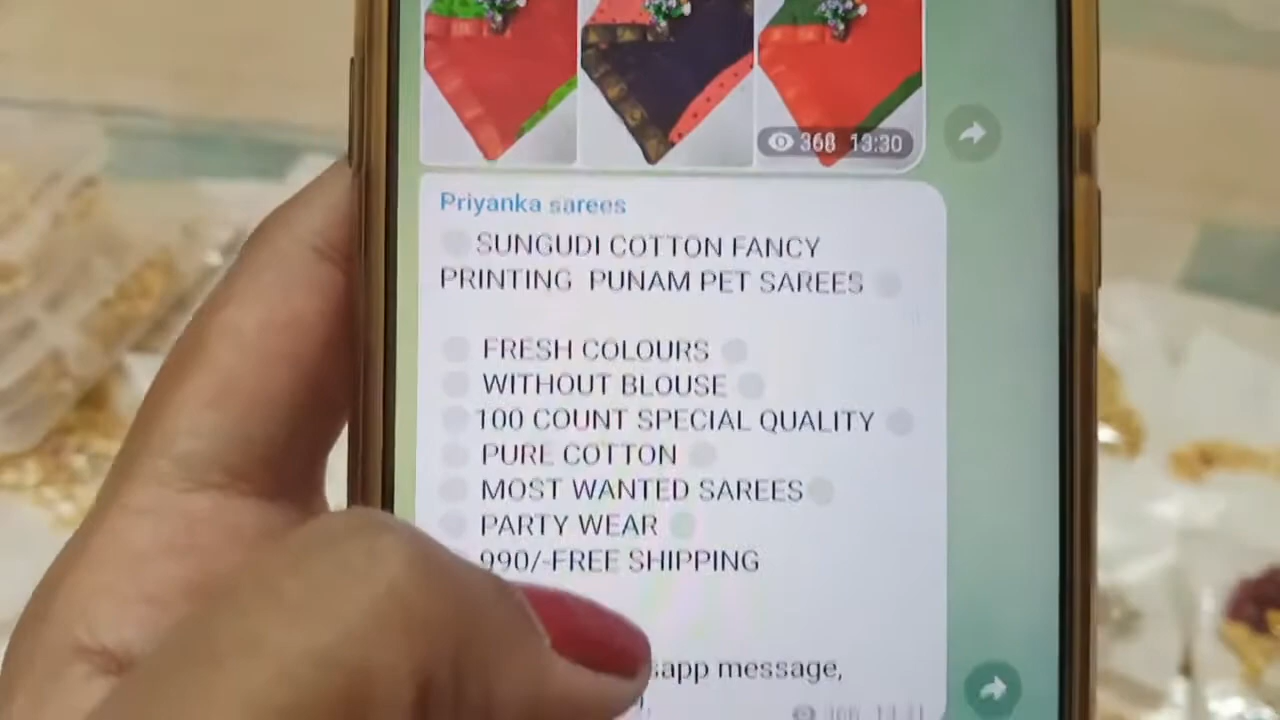 368 13:30
Priyanka sarees
SUNGUDI COTTON FANCY
PRINTING PUNAM PET SAREES
FRESH COLOURS
WITHOUT BLOUSE
100 COUNT SPECIAL QUALITY
PURE COTTON
MOST WANTED SAREES
PARTY WEAR
990/-FREE SHIPPING
message,